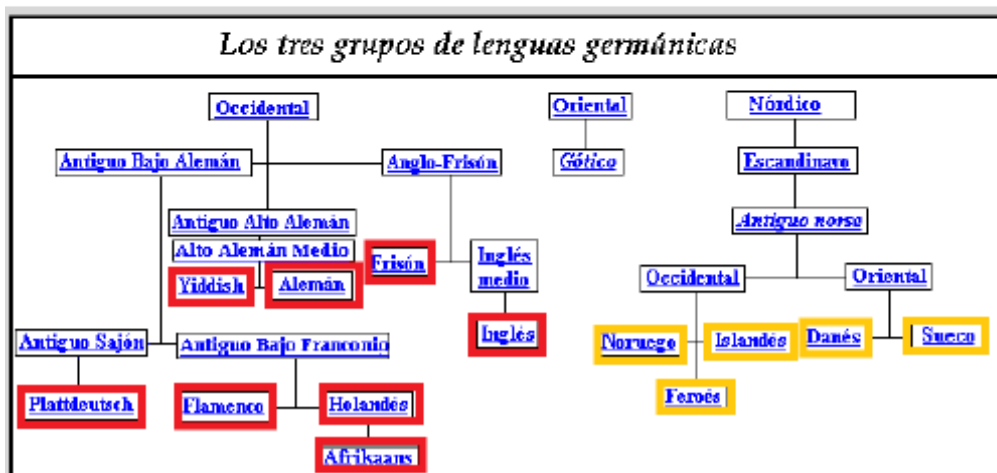 Los tres grupos de lenguas germánicas
Occidental
Oriental
Nórdico
Antiguo Bajo Alemán
Anglo-Frisón
Gótico
Escandinavo
Antiguo Alto Alemán
Antiguo norso
Alto Alemán Medio
Frisón
Inglés
medio
Yiddish
Alemán
Occidental
Oriental
Antiguo Sajón
Antiguo Bajo Franconio
Inglés
Noruego
Islandés
Danés
Sueco
Plattdeutsch
Flamenco
Holandés
Feroés
Afrikaans